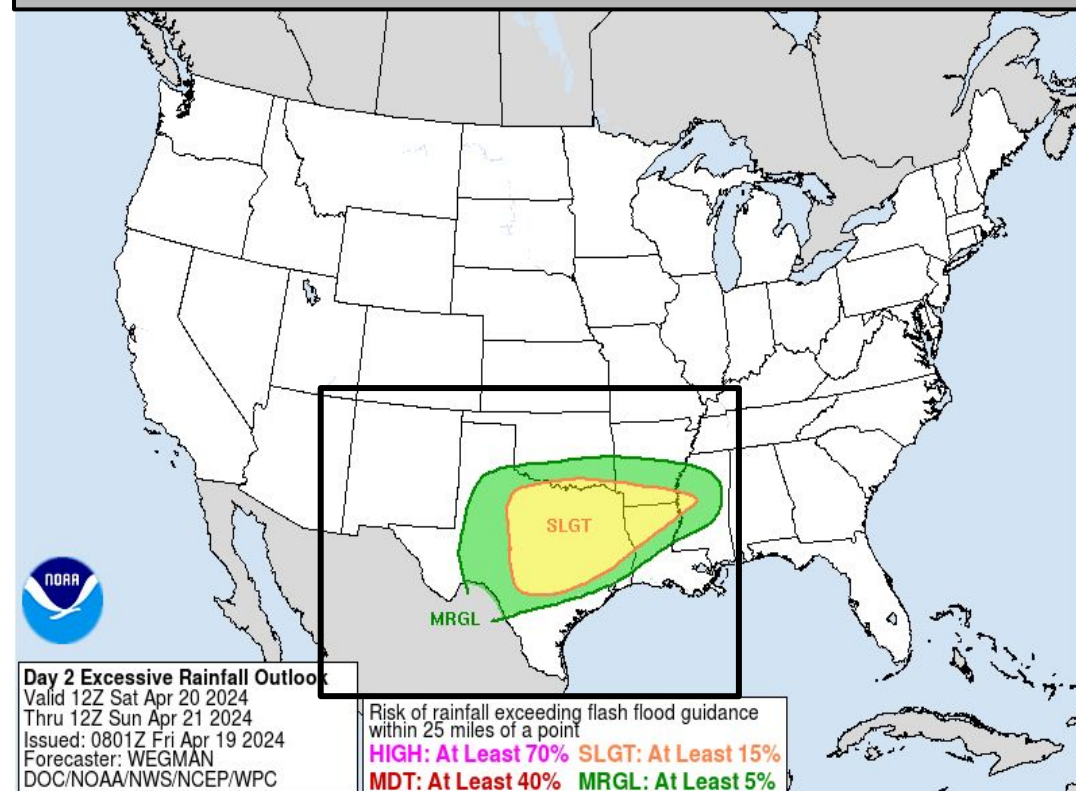 SLGT
MRGL
NOAA
Day 2 Excessive Rainfall Outlook
Valid 12Z Sat Apr 20 2024
Thru 12Z Sun Apr 21 2024
Issued: 0801Z Fri Apr 19 2024
Forecaster: WEGMAN
DOC/NOAA/NWS/NCEP/WPC
Risk of rainfall exceeding flash flood guidance
within 25 miles of a point
HIGH: At Least 70% SLGT: At Least 15%
MDT: At Least 40% MRGL: At Least 5%